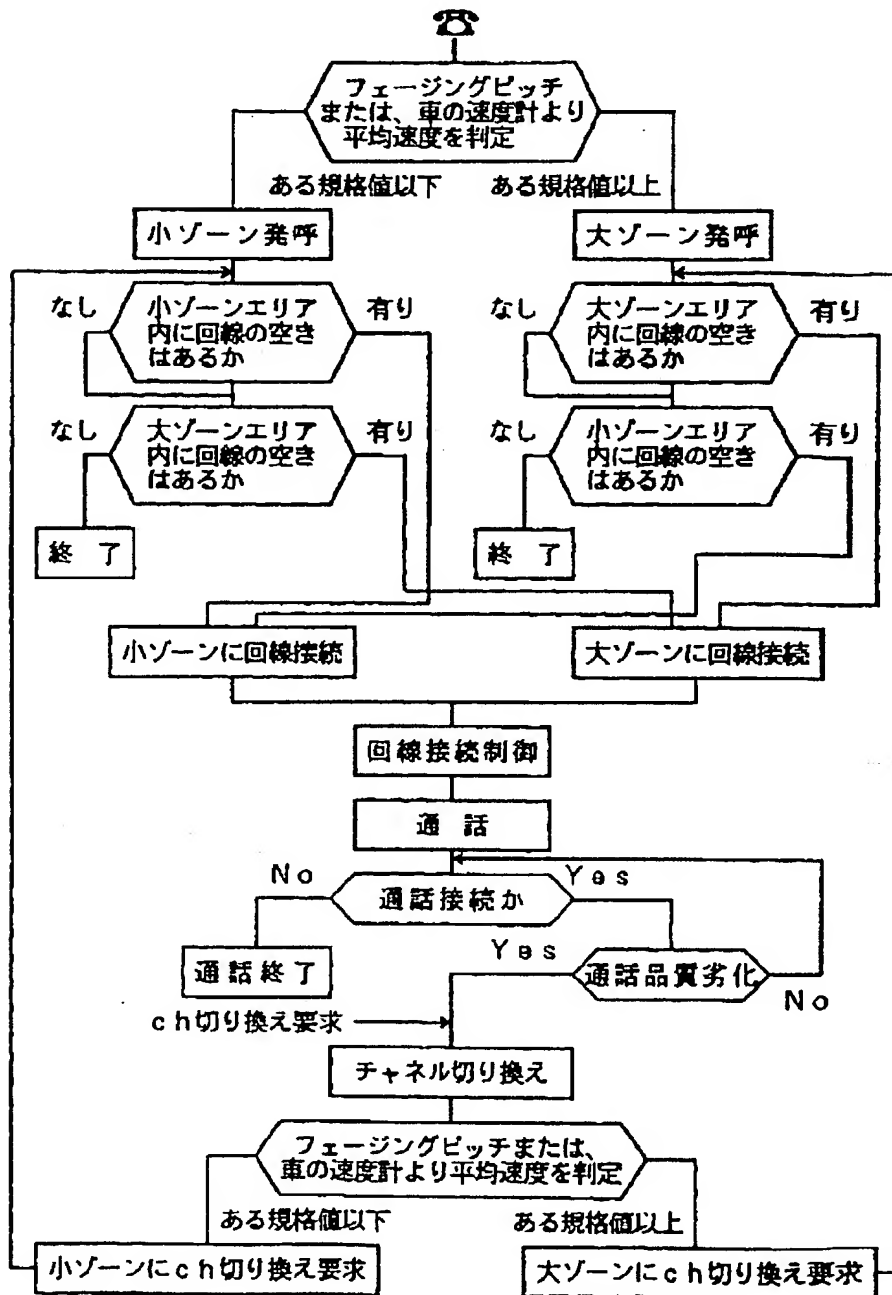 フェージングピッチ
または、車の速度計より
平均速度を判定
ある規格値以下
ある規格値以上
小ゾーン発呼
大ゾーン発呼
なし
小ゾーンエリア
内に回線の空き
はあるか
有り
なし
大ゾーンエリア
内に回線の空き
はあるか
有り
なし
大ゾーンエリア
内に回線の空き
はあるか
有り
なし
小ゾーンエリア
内に回線の空き
はあるか
有り
終了
終了
小ゾーンに回線接続
大ゾーンに回線接続
回線接続制御
通話
No
通話接続か
Yes
通話終了
Yes
通話品質劣化
No
ch切り換え要求
チャネル切り換え
フェージングピッチまたは、
車の速度計より平均速度を判定
ある規格値以下
ある規格値以上
小ゾーンにch切り換え要求
大ゾーンにch切り換え要求